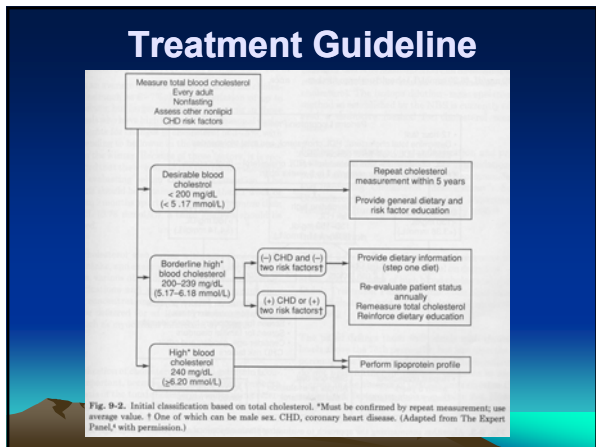 Treatment Guideline
Measure total blood cholesterol
Every adult
Nonfasting
Assess other nonlipid
CHD risk factors
Desirable blood
cholestrol
< 200 mg/dL
(< 5 .17 mmol/L)
Repeat cholesterol
measurement within 5 years
Provide general dietary and
risk factor education
Borderline high*
blood cholesterol
200–239 mg/dL
(5.17–6.18 mmol/L)
(−) CHD and (−)
two risk factors†
(+) CHD or (+)
two risk factors†
Provide dietary information
(step one diet)
Re-evaluate patient status
annually
Remeasure total cholesterol
Reinforce dietary education
High* blood
cholesterol
240 mg/dL
(≥6.20 mmol/L)
Perform lipoprotein profile
Fig. 9-2. Initial classification based on total cholesterol. *Must be confirmed by repeat measurement; use
average value. † One of which can be male sex. CHD, coronary heart disease. (Adapted from The Expert
Panel,⁴ with permission.)